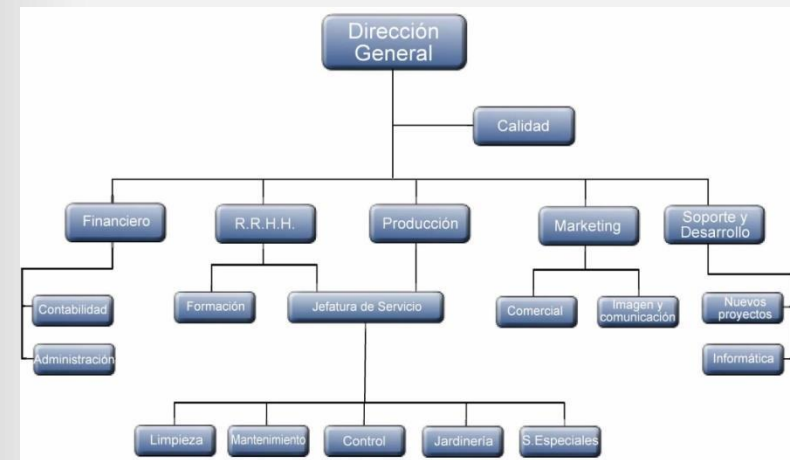 Dirección
General
Calidad
Financiero
R.R.H.H.
Producción
Marketing
Soporte y
Desarrollo
Contabilidad
Formación
Jefatura de Servicio
Comercial
Imagen y
comunicación
Nuevos
proyectos
Administración
Informática
Limpieza
Mantenimiento
Control
Jardinería
S.Especiales